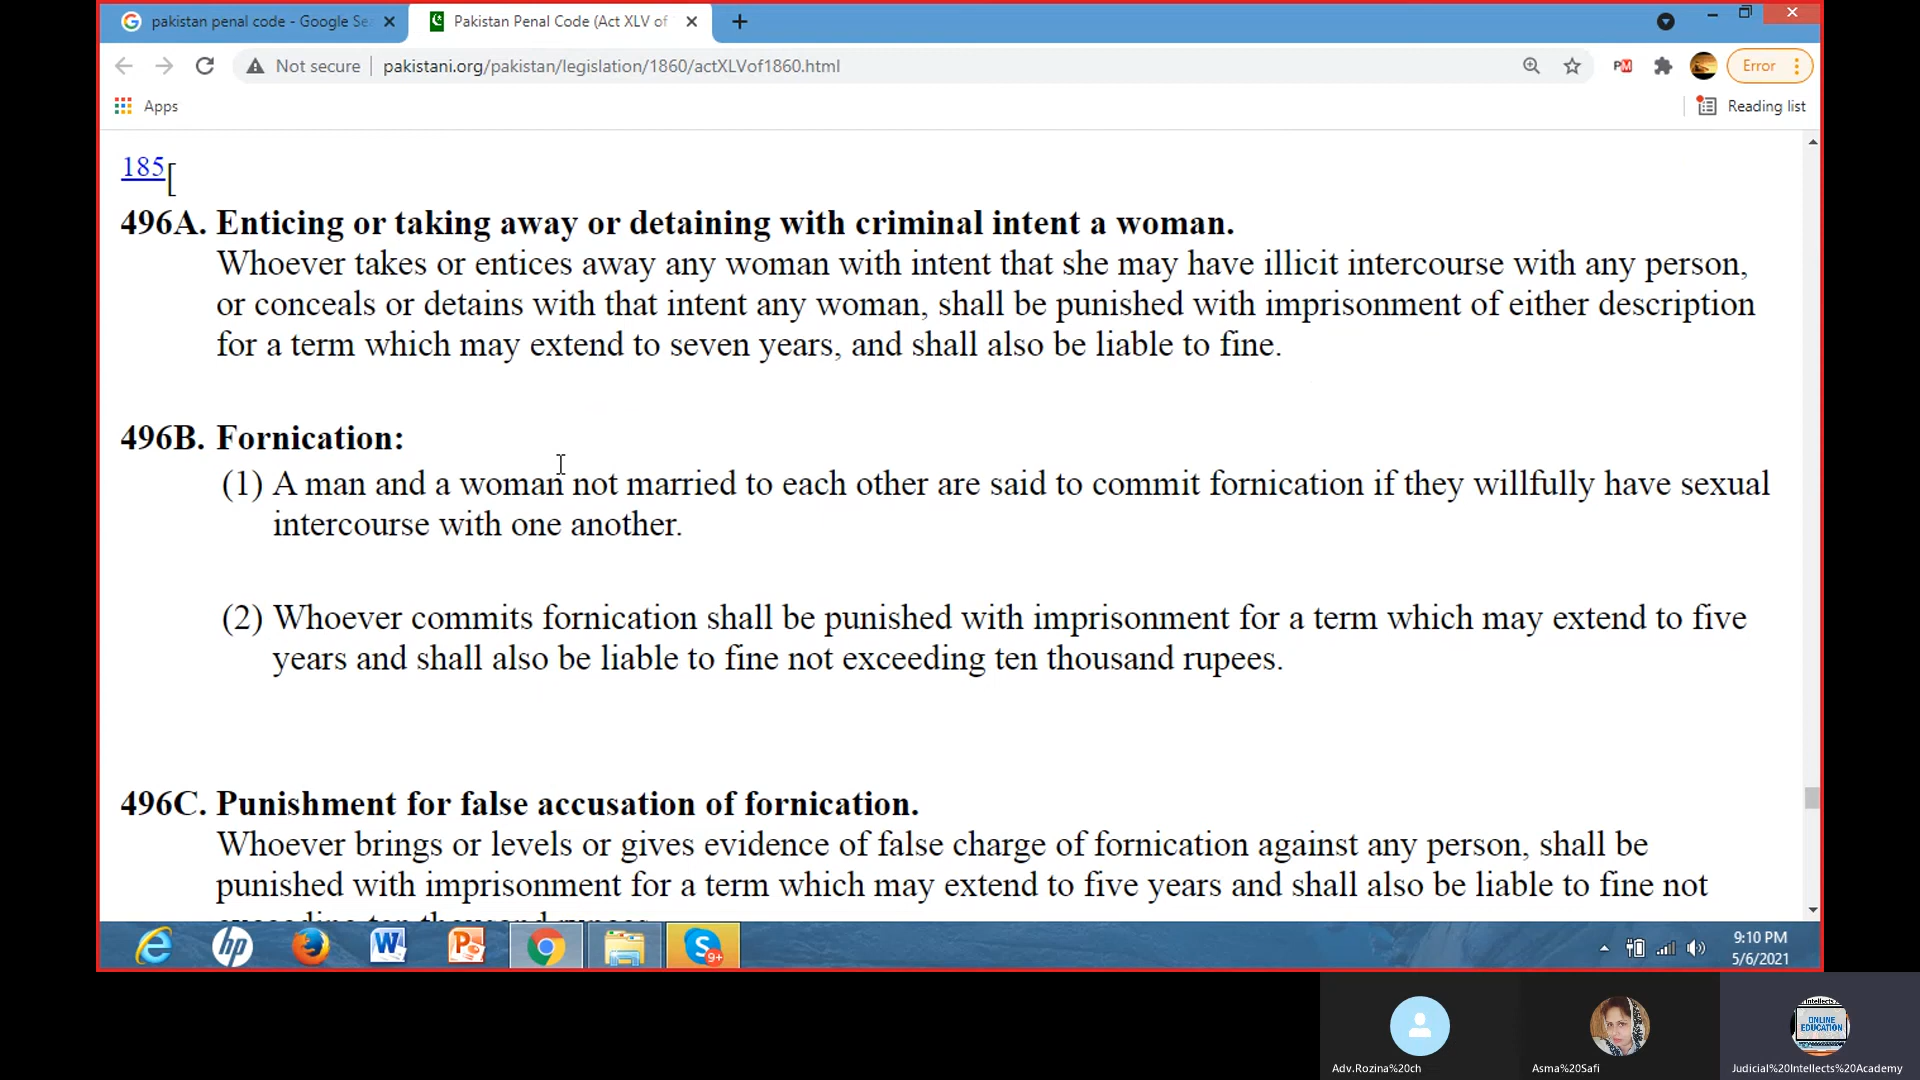 pakistan penal code - Google Se
Pakistan Penal Code (Act XLV of
Not secure
pakistani.org/pakistan/legislation/1860/actXLVof1860.html
PM
Error
Apps
Reading list
185[
496A. Enticing or taking away or detaining with criminal intent a woman.
Whoever takes or entices away any woman with intent that she may have illicit intercourse with any person,
or conceals or detains with that intent any woman, shall be punished with imprisonment of either description
for a term which may extend to seven years, and shall also be liable to fine.
496B. Fornication:
(1) A man and a woman not married to each other are said to commit fornication if they willfully have sexual
intercourse with one another.
(2) Whoever commits fornication shall be punished with imprisonment for a term which may extend to five
years and shall also be liable to fine not exceeding ten thousand rupees.
496C. Punishment for false accusation of fornication.
Whoever brings or levels or gives evidence of false charge of fornication against any person, shall be
punished with imprisonment for a term which may extend to five years and shall also be liable to fine not
exceeding ten thousand rupees.
hp
9+
9:10 PM
5/6/2021
Intellects
ONLINE
EDUCATION
Adv.Rozina%20ch
Asma%20Safi
Judicial%20Intellects%20Academy